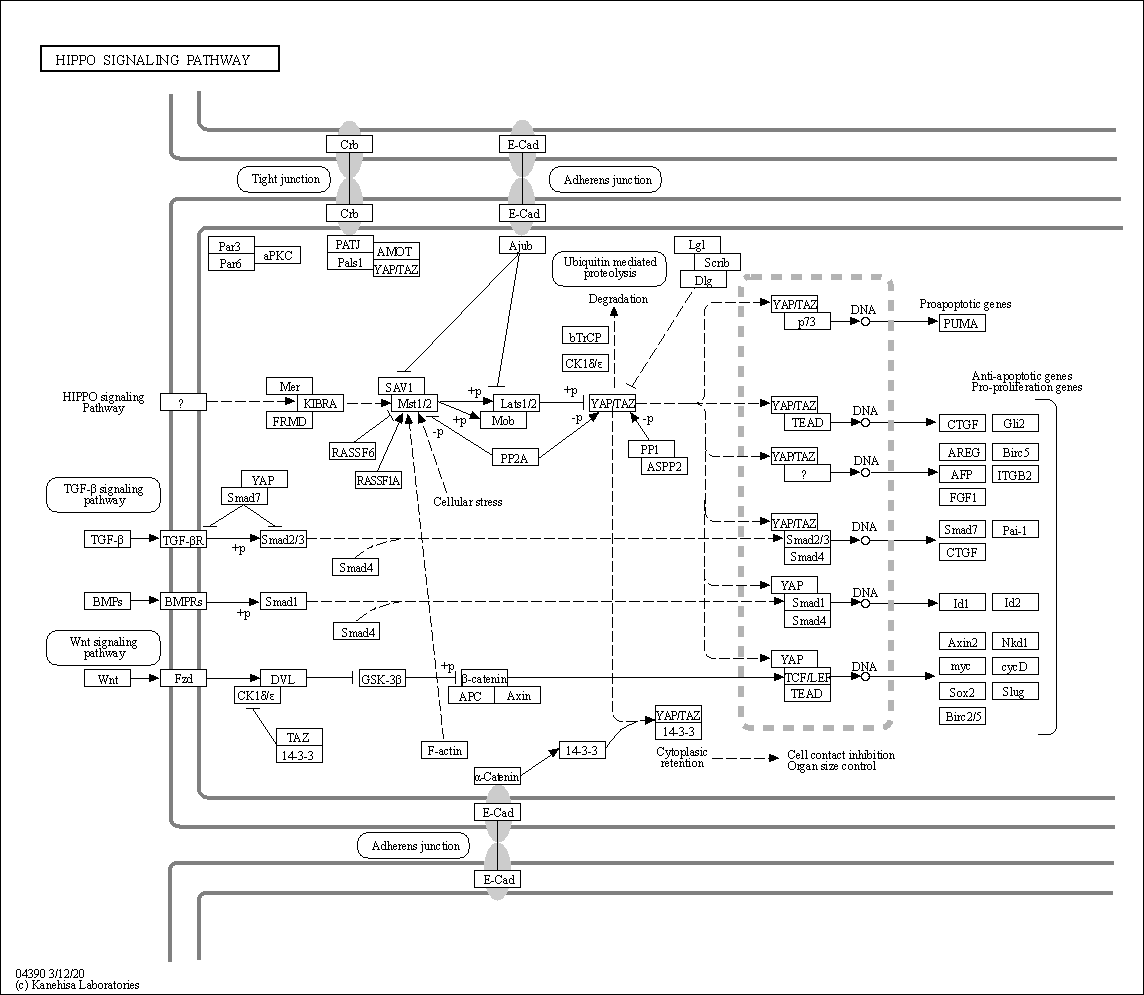 HIPPO SIGNALING PATHWAY
Crb
E-Cad
Tight junction
Adherens junction
Crb
E-Cad
Par3
Par6
aPKC
PATJ
Pals1
AMOT
YAP/TAZ
Ajub
Ubiquitin mediated
proteolysis
Lgl
Scrib
Dlg
Degradation
bTrCP
CK1δ/ε
YAP/TAZ
p73
DNA
Proapoptotic genes
PUMA
HIPPO signaling
Pathway
?
Mer
KIBRA
FRMD
SAV1
Mst1/2
+p
+p
-p
Lats1/2
Mob
+p
-p
YAP/TAZ
-p
RASSF6
RASSF1A
PP2A
PP1
ASPP2
Cellular stress
YAP/TAZ
TEAD
DNA
Anti-apoptotic genes
Pro-proliferation genes
CTGF
Gli2
YAP/TAZ
?
DNA
AREG
Birc5
AFP
ITGB2
FGF1
TGF-β signaling
pathway
YAP
Smad7
TGF-β
TGF-βR
+p
Smad2/3
Smad4
YAP/TAZ
Smad2/3
Smad4
DNA
Smad7
Pai-1
CTGF
BMPs
BMPRs
+p
Smad1
Smad4
YAP
Smad1
Smad4
DNA
Id1
Id2
Wnt signaling
pathway
Wnt
Fzd
DVL
CK1δ/ε
GSK-3β
+p
β-catenin
APC
Axin
YAP
TCF/LEF
TEAD
DNA
Axin2
Nkd1
myc
cycD
Sox2
Slug
Birc2/5
TAZ
14-3-3
F-actin
14-3-3
YAP/TAZ
14-3-3
Cytoplasic
retention
Cell contact inhibition
Organ size control
α-Catenin
E-Cad
Adherens junction
E-Cad
04390 3/12/20
(c) Kanehisa Laboratories